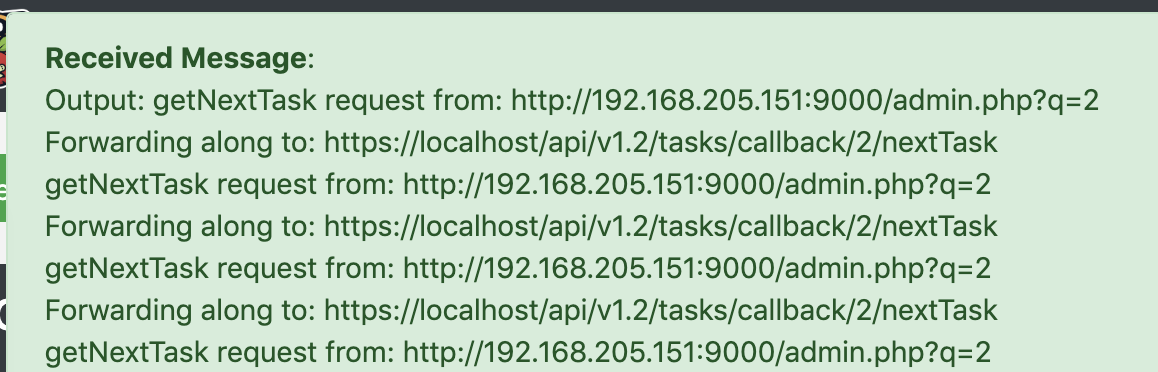 Received Message:
Output: getNextTask request from: http://192.168.205.151:9000/admin.php?q=2
Forwarding along to: https://localhost/api/v1.2/tasks/callback/2/nextTask
getNextTask request from: http://192.168.205.151:9000/admin.php?q=2
Forwarding along to: https://localhost/api/v1.2/tasks/callback/2/nextTask
getNextTask request from: http://192.168.205.151:9000/admin.php?q=2
Forwarding along to: https://localhost/api/v1.2/tasks/callback/2/nextTask
getNextTask request from: http://192.168.205.151:9000/admin.php?q=2